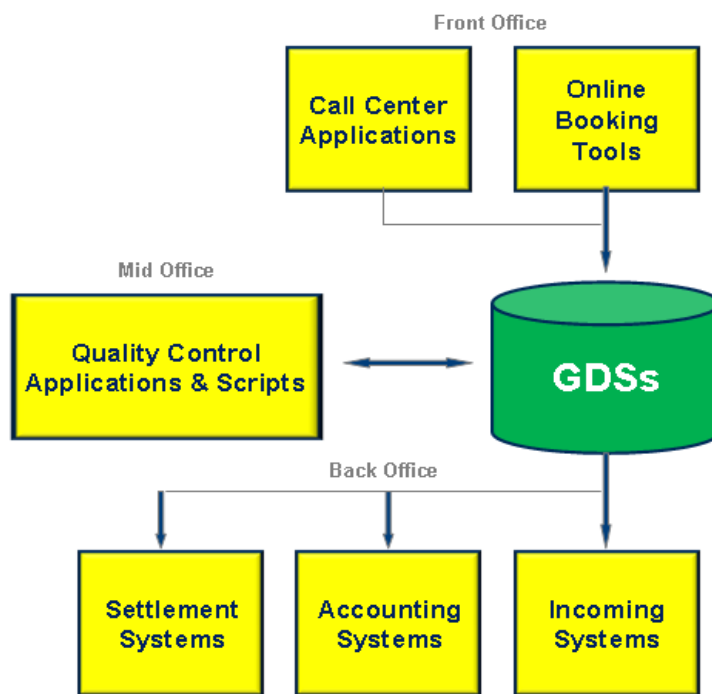 Front Office
Call Center
Applications
Online
Booking
Tools
Mid Office
Quality Control
Applications & Scripts
GDSs
Back Office
Settlement
Systems
Accounting
Systems
Incoming
Systems